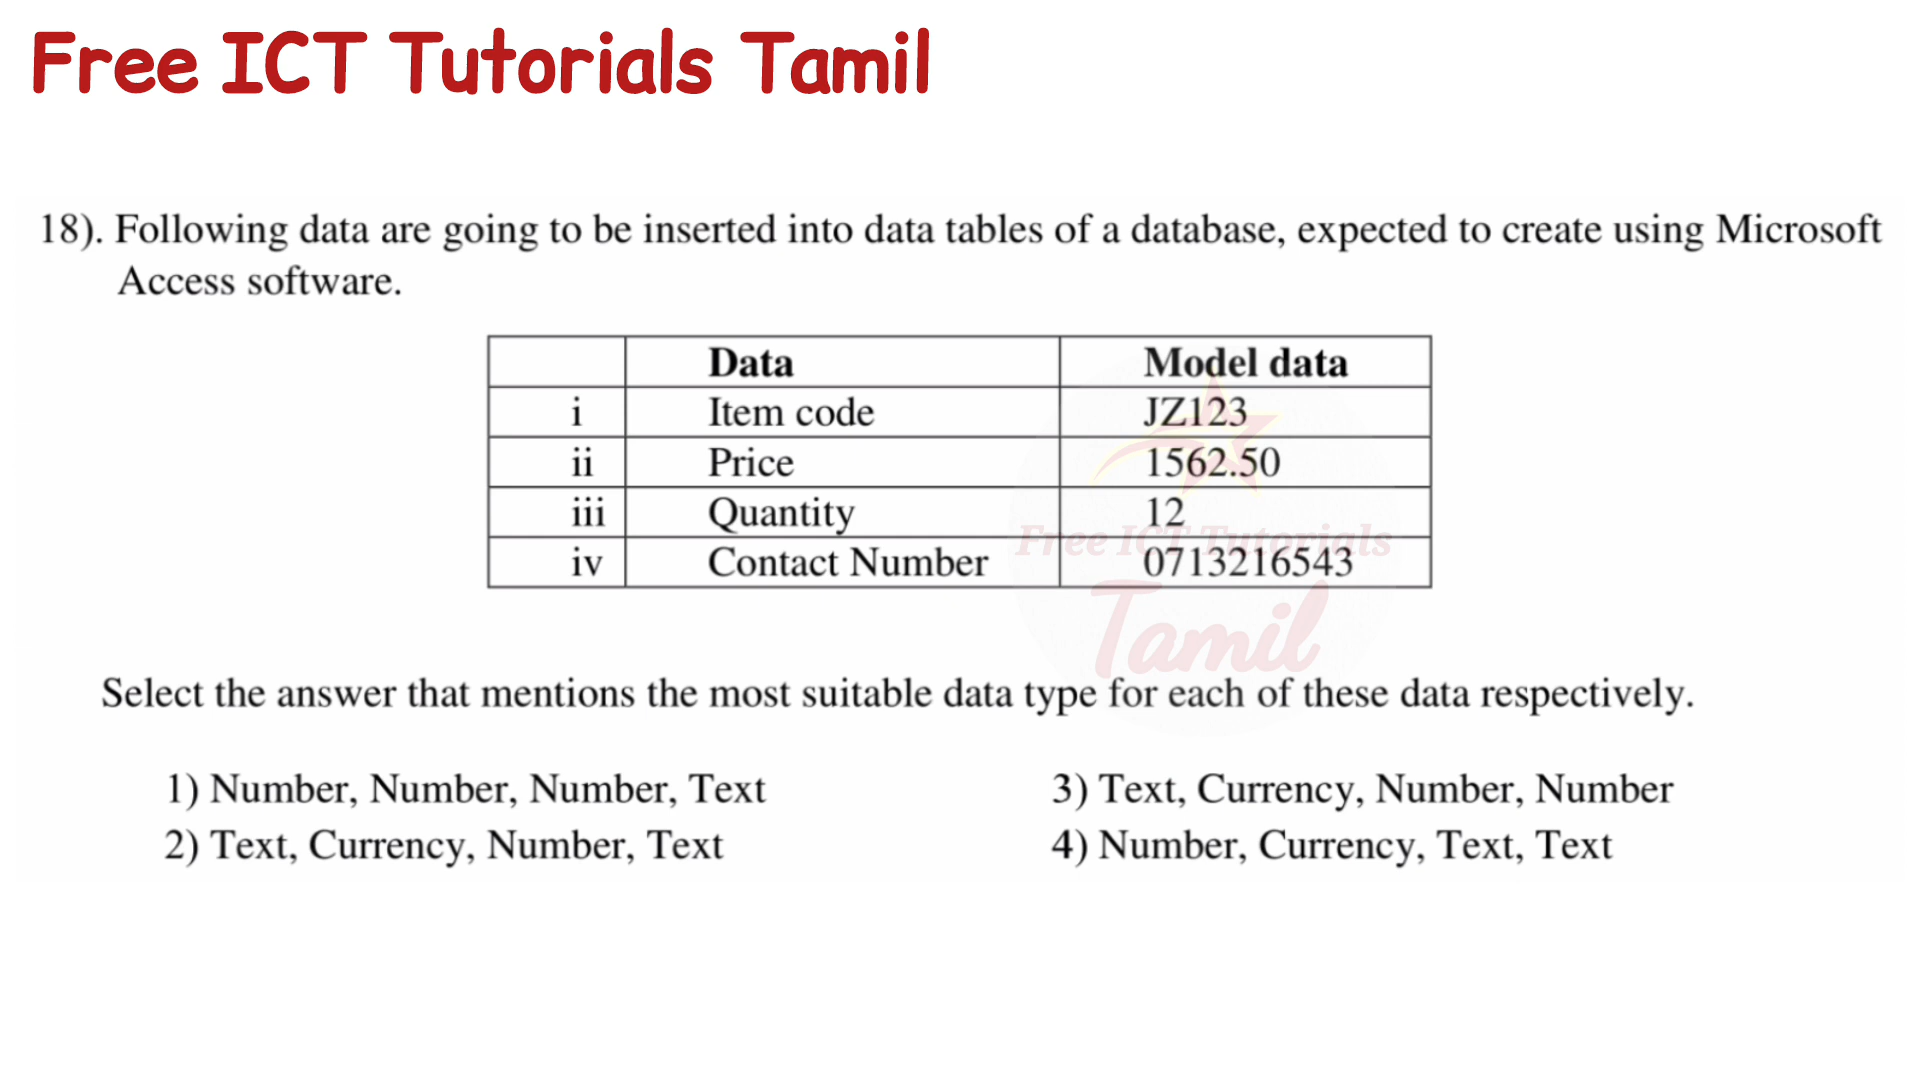 Free ICT Tutorials Tamil
18). Following data are going to be inserted into data tables of a database, expected to create using Microsoft
Access software.
Data Model data
i Item code JZ123
ii Price 1562.50
iii Quantity 12
iv Contact Number 0713216543
Free ICT Tutorials
Tamil
Select the answer that mentions the most suitable data type for each of these data respectively.
1) Number, Number, Number, Text
2) Text, Currency, Number, Text
3) Text, Currency, Number, Number
4) Number, Currency, Text, Text